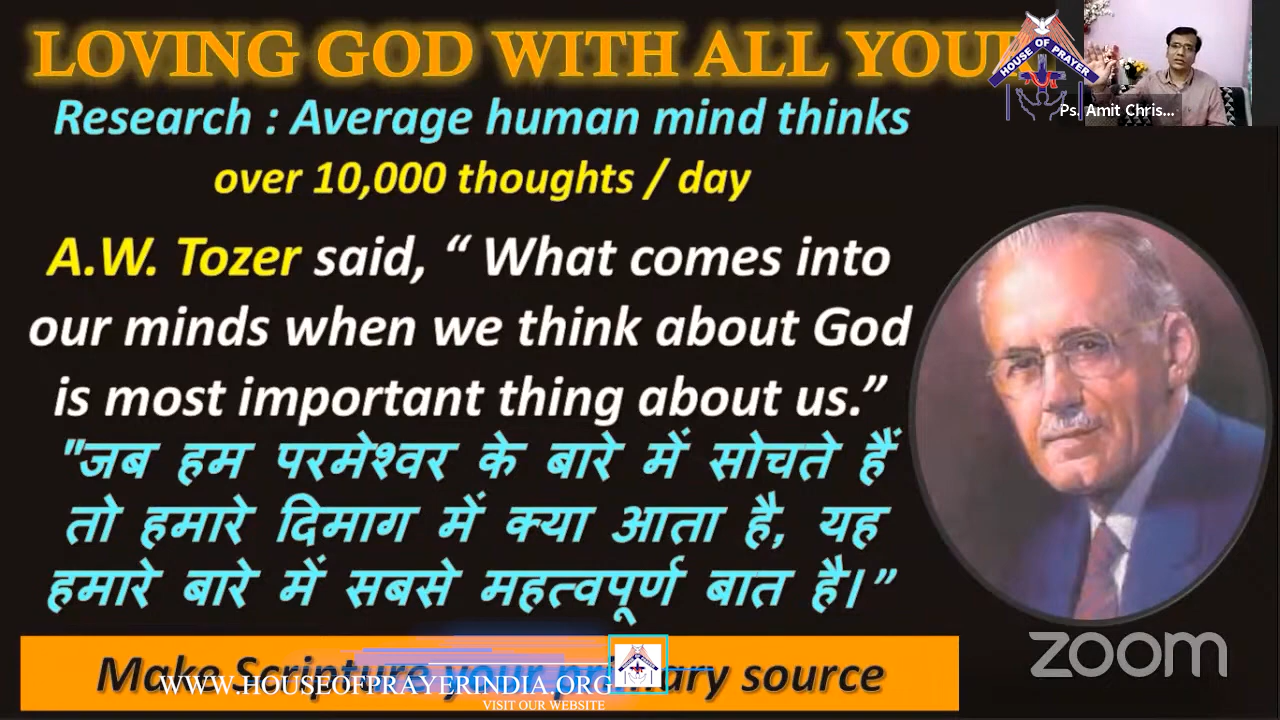 LOVING GOD WITH ALL YOUR
HOUSE OF PRAYER
Ps. Amit Chris...
Research : Average human mind thinks
over 10,000 thoughts / day
A.W. Tozer said, “ What comes into
our minds when we think about God
is most important thing about us.”
"जब हम परमेश्वर के बारे में सोचते हैं
तो हमारे दिमाग में क्या आता है, यह
हमारे बारे में सबसे महत्वपूर्ण बात है।”
zoom
Make Scripture your primary source
WWW.HOUSEOFPRAYERINDIA.ORG
VISIT OUR WEBSITE